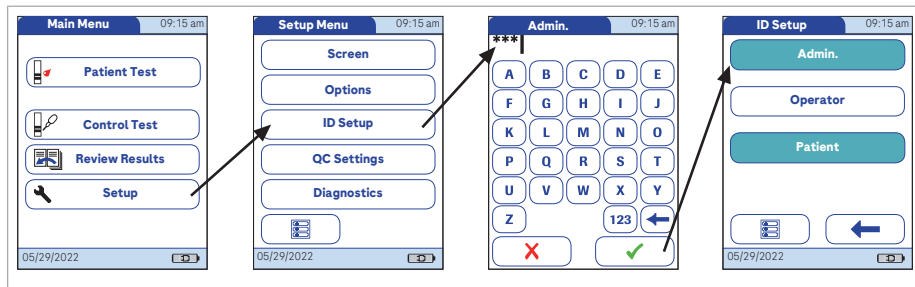 Main Menu 09:15 am
Patient Test
Control Test
Review Results
Setup
05/29/2022
Setup Menu 09:15 am
Screen
Options
ID Setup
QC Settings
Diagnostics
05/29/2022
Admin. 09:15 am
***
A B C D E
F G H I J
K L M N O
P Q R S T
U V W X Y
Z 123
ID Setup 09:15 am
Admin.
Operator
Patient
05/29/2022